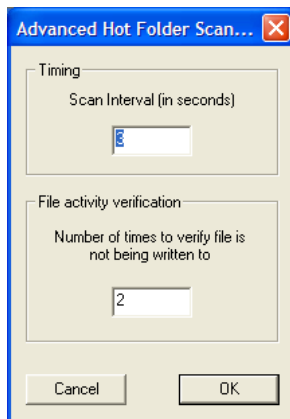 Advanced Hot Folder Scan...
Timing
Scan Interval (in seconds)
3
File activity verification
Number of times to verify file is
not being written to
2
Cancel OK